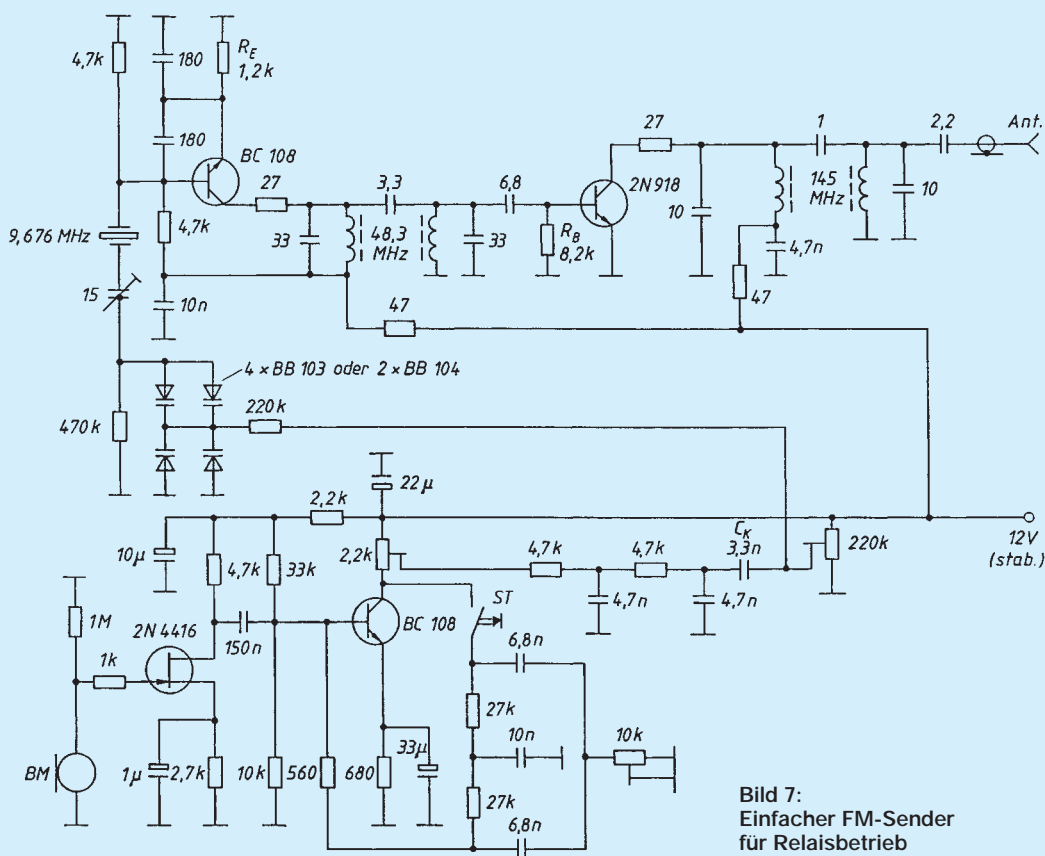 4,7k
180
R_E
1,2k
180
BC 108
27
3,3
6,8
27
1
2,2
Ant.
2N 918
10
145
MHz
10
9,676 MHz
4,7k
33
48,3
MHz
33
R_B
8,2k
4,7n
15
10n
47
47
4 × BB 103 oder 2 × BB 104
470k
220k
22µ
2,2k
10µ
4,7k
33k
2,2k
4,7k
4,7k
C_K
3,3n
220k
12V
(stab.)
1M
2N 4416
150n
BC 108
ST
4,7n
4,7n
1k
6,8n
27k
10n
10k
BM
1µ
2,7k
10k
560
680
33µ
27k
6,8n
Bild 7:
Einfacher FM-Sender
für Relaisbetrieb